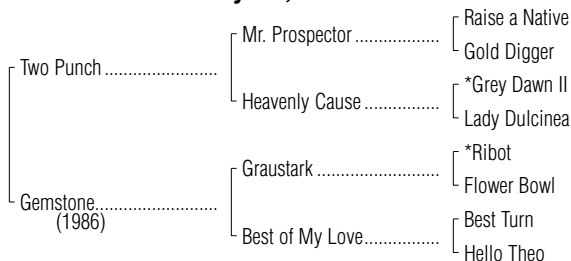 Raise a Native
Mr. Prospector ....................
Gold Digger
Two Punch ...........................
*Grey Dawn II
Heavenly Cause ..................
Lady Dulcinea
*Ribot
Graustark .............................
Flower Bowl
Gemstone.............................
(1986)
Best Turn
Best of My Love..................
Hello Theo